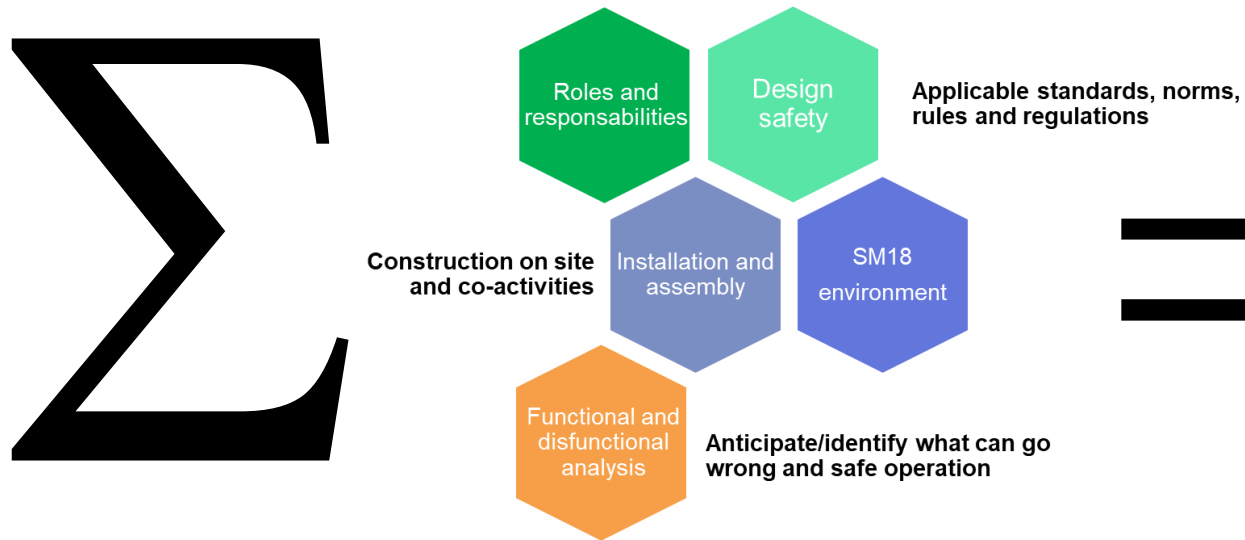 Σ
Roles and
responsabilities
Design
safety
Applicable standards, norms,
rules and regulations
Construction on site
and co-activities
Installation and
assembly
SM18
environment
=
Functional and
disfunctional
analysis
Anticipate/identify what can go
wrong and safe operation